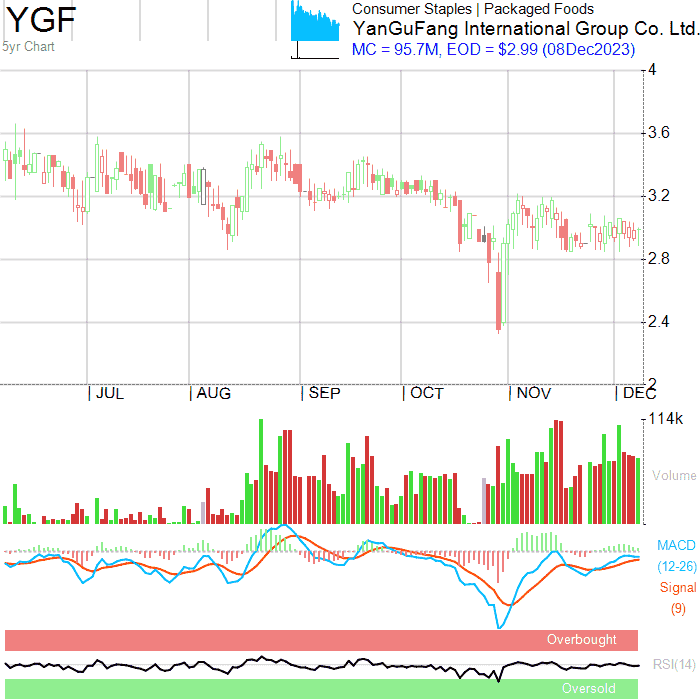 YGF
5yr Chart
Consumer Staples | Packaged Foods
YanGuFang International Group Co. Ltd.
MC = 95.7M, EOD = $2.99 (08Dec2023)
4
3.6
3.2
2.8
2.4
2
| JUL | AUG | SEP | OCT | NOV | DEC
114k
Volume
MACD
(12-26)
Signal
(9)
Overbought
RSI(14)
Oversold